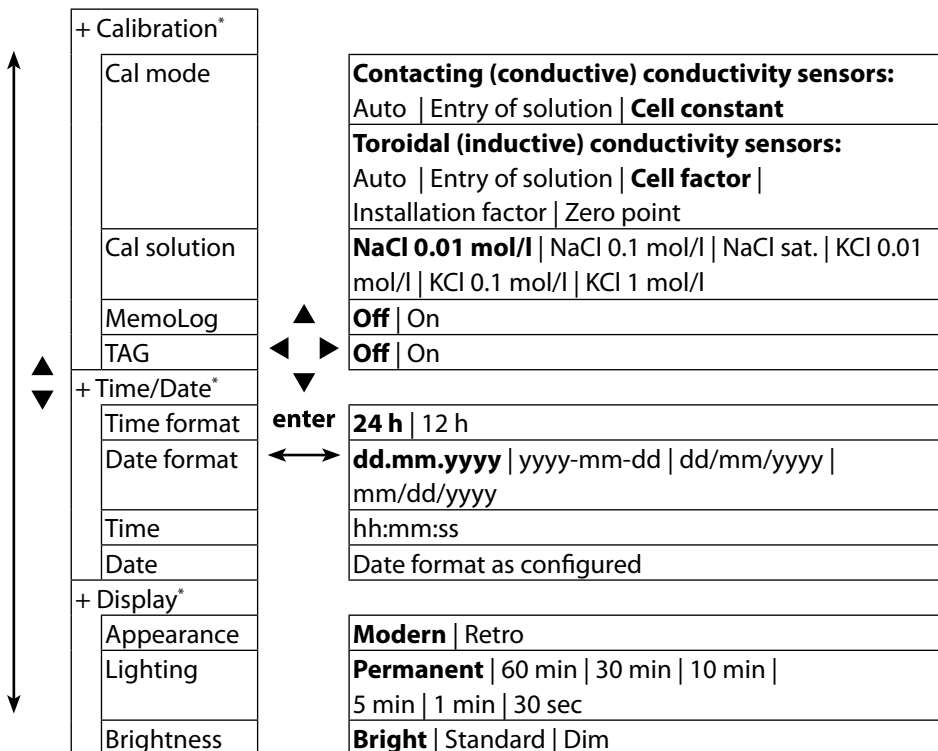 + Calibration*
Cal mode
Contacting (conductive) conductivity sensors:
Auto | Entry of solution | Cell constant
Toroidal (inductive) conductivity sensors:
Auto | Entry of solution | Cell factor |
Installation factor | Zero point
Cal solution
NaCl 0.01 mol/l | NaCl 0.1 mol/l | NaCl sat. | KCl 0.01
mol/l | KCl 0.1 mol/l | KCl 1 mol/l
MemoLog
Off | On
TAG
Off | On
+ Time/Date*
Time format
enter
24 h | 12 h
Date format
dd.mm.yyyy | yyyy-mm-dd | dd/mm/yyyy |
mm/dd/yyyy
Time
hh:mm:ss
Date
Date format as configured
+ Display*
Appearance
Modern | Retro
Lighting
Permanent | 60 min | 30 min | 10 min |
5 min | 1 min | 30 sec
Brightness
Bright | Standard | Dim